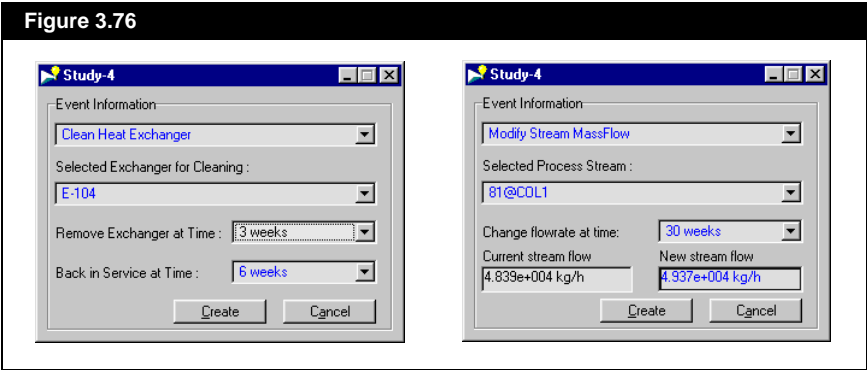 Figure 3.76
Study-4
Event Information
Clean Heat Exchanger
Selected Exchanger for Cleaning :
E-104
Remove Exchanger at Time : 3 weeks
Back in Service at Time : 6 weeks
Create Cancel
Study-4
Event Information
Modify Stream MassFlow
Selected Process Stream :
81@COL1
Change flowrate at time: 30 weeks
Current stream flow New stream flow
4.839e+004 kg/h 4.937e+004 kg/h
Create Cancel